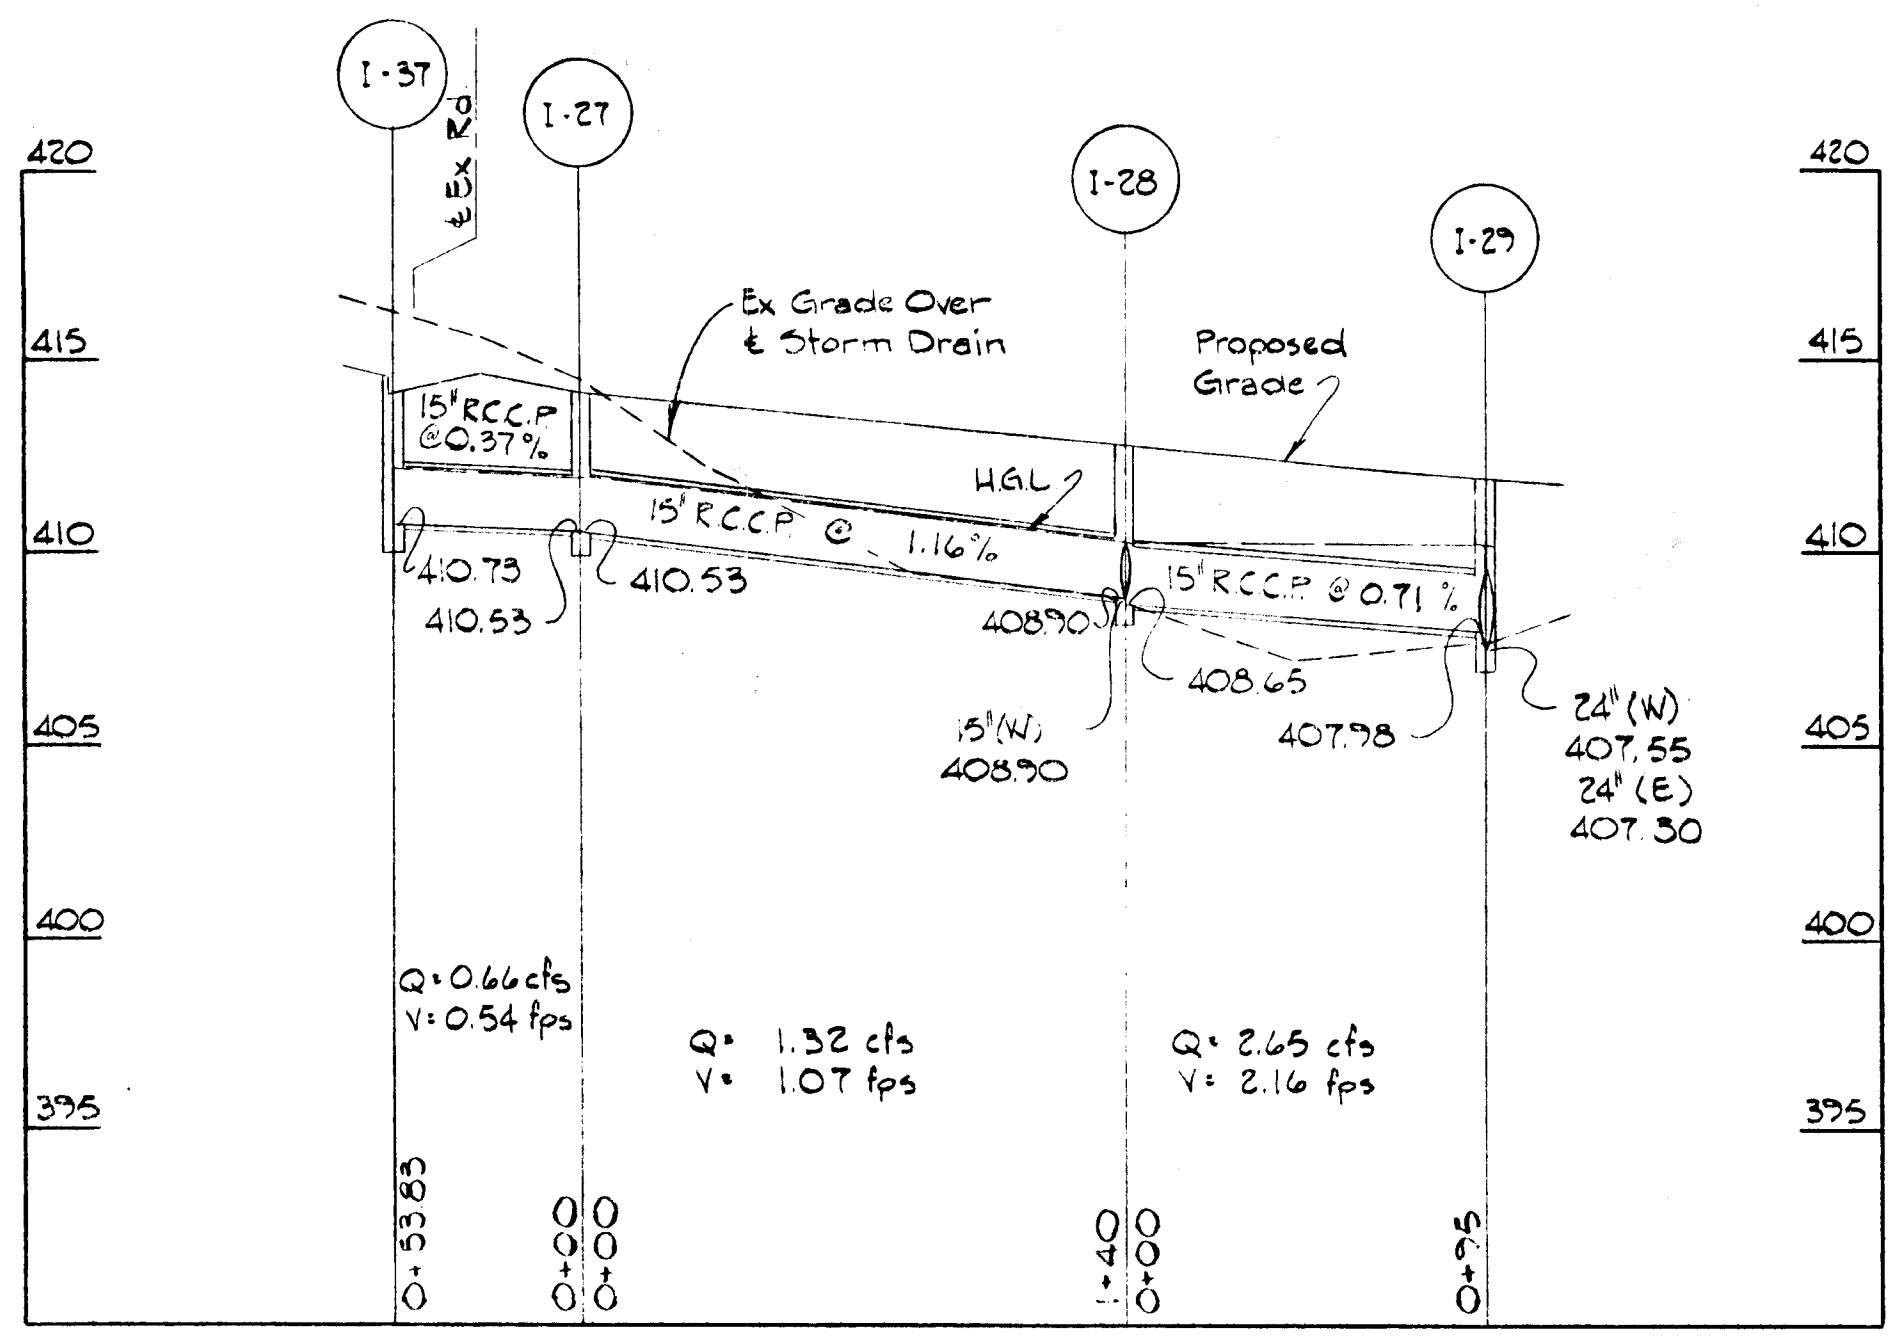 I-37
I-27
I-28
I-29
℄ Ex Rd
420
420
415
415
410
410
405
405
400
400
395
395
Ex Grade Over
℄ Storm Drain
Proposed
Grade
15" R.C.C.P.
@0.37%
H.G.L
15" R.C.C.P. @ 1.16%
15" R.C.C.P. @ 0.71 %
410.73
410.53
410.53
408.90
408.65
15"(W)
408.90
407.98
24" (W)
407.55
24" (E)
407.30
Q=0.66 cfs
V=0.54 fps
Q= 1.32 cfs
V= 1.07 fps
Q= 2.65 cfs
V= 2.16 fps
0+53.83
0+00
0+00
1+40
0+00
0+95